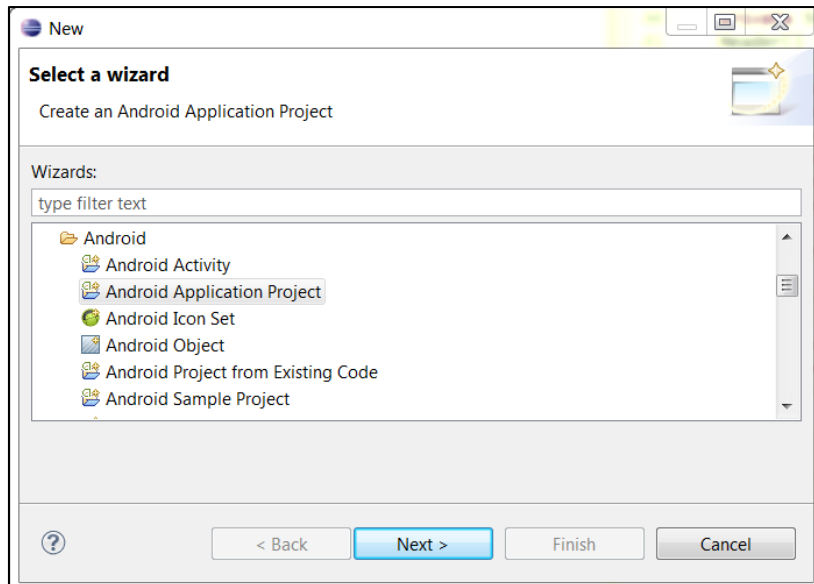 New
Select a wizard
Create an Android Application Project
Wizards:
type filter text
Android
Android Activity
Android Application Project
Android Icon Set
Android Object
Android Project from Existing Code
Android Sample Project
< Back Next > Finish Cancel